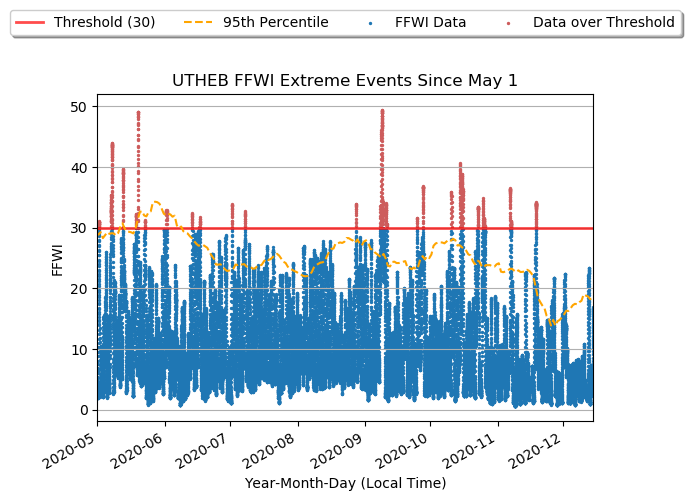 Threshold (30) 95th Percentile FFWI Data Data over Threshold
UTHEB FFWI Extreme Events Since May 1
50
40
30
20
10
0
FFWI
2020-05 2020-06 2020-07 2020-08 2020-09 2020-10 2020-11 2020-12
Year-Month-Day (Local Time)